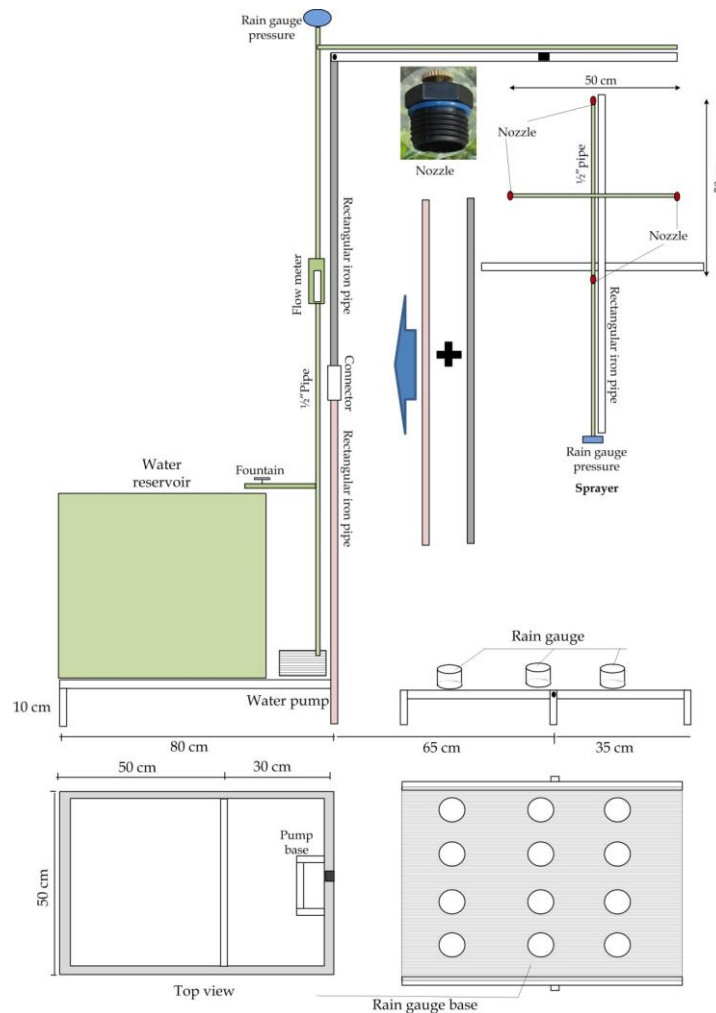 Rain gauge
pressure
50 cm
Nozzle
½"pipe
Nozzle
Nozzle
Rectangular iron pipe
Flow meter
Rectangular iron pipe
½"Pipe
Connector
Rectangular iron pipe
Rain gauge
pressure
Sprayer
Water
reservoir
Fountain
Rain gauge
Water pump
10 cm
80 cm
65 cm
35 cm
50 cm
30 cm
Pump
base
50 cm
Top view
Rain gauge base